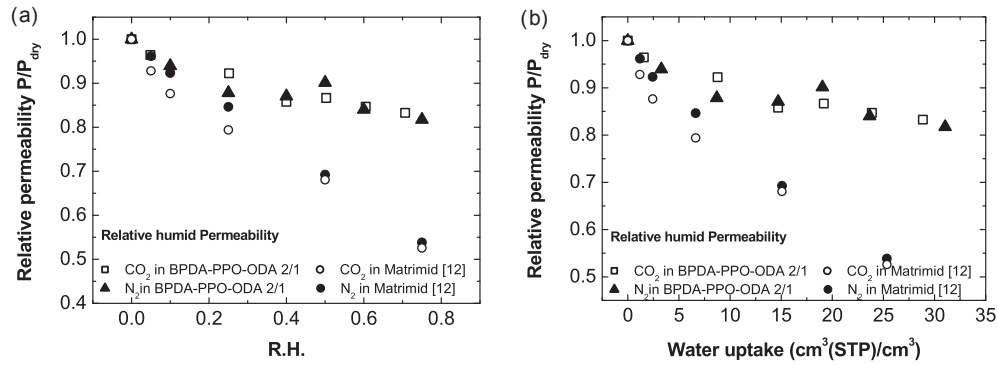 (a)
1.0
0.9
0.8
0.7
0.6
0.5
0.4
Relative permeability P/P_dry
Relative humid Permeability
CO2 in BPDA-PPO-ODA 2/1 CO2 in Matrimid [12]
N2in BPDA-PPO-ODA 2/1 N2 in Matrimid [12]
0.0 0.2 0.4 0.6 0.8
R.H.
(b)
1.0
0.9
0.8
0.7
0.6
0.5
Relative permeability P/P_dry
Relative humid Permeability
CO2 in BPDA-PPO-ODA 2/1 CO2 in Matrimid [12]
N2in BPDA-PPO-ODA 2/1 N2 in Matrimid [12]
0 5 10 15 20 25 30 35
Water uptake (cm³(STP)/cm³)